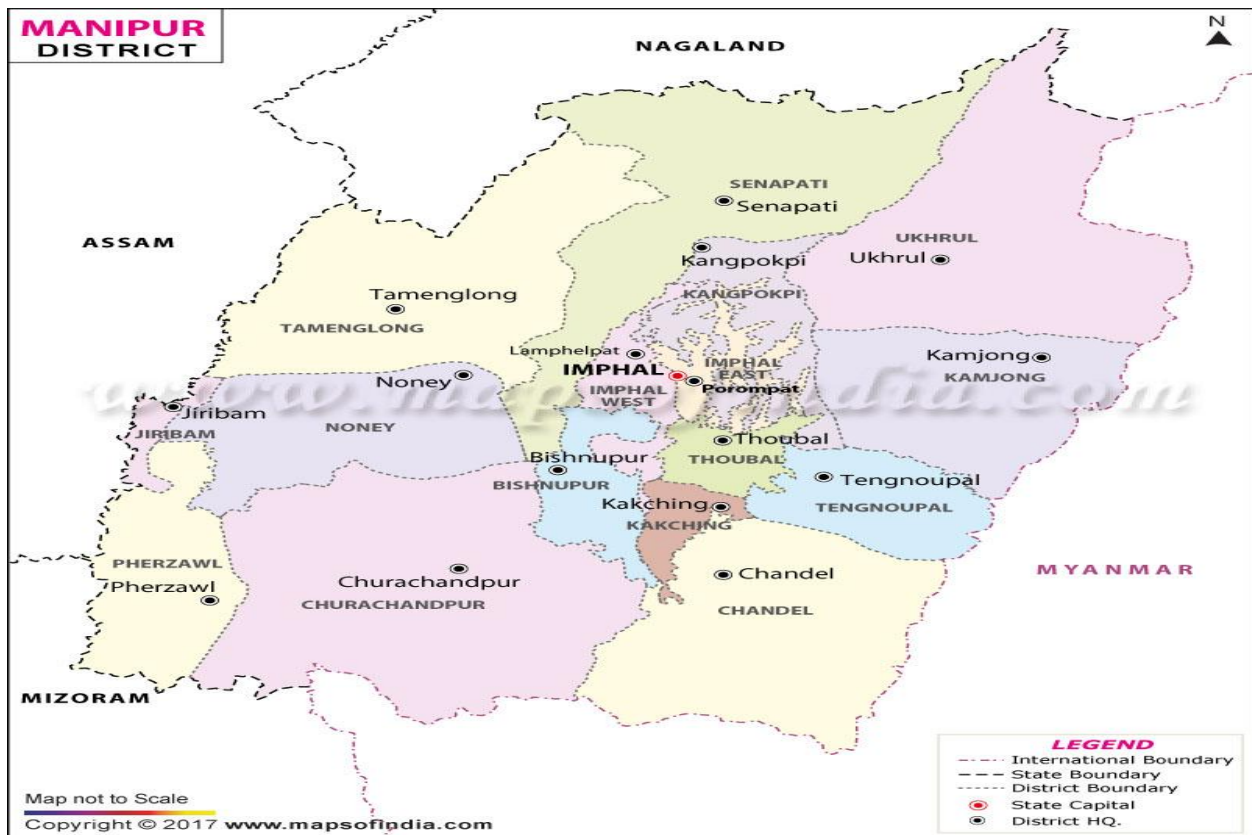 MANIPUR
DISTRICT
N
NAGALAND
SENAPATI
Senapati
ASSAM
UKHRUL
Ukhrul
Kangpokpi
KANGPOKPI
Tamenglong
TAMENGLONG
Lamphelpat
IMPHAL
IMPHAL
EAST
Porompat
IMPHAL
WEST
Kamjong
KAMJONG
Noney
NONEY
www.mapsofindia.com
Jiribam
JIRIBAM
Thoubal
THOUBAL
Bishnupur
BISHNUPUR
Tengnoupal
TENGNOUPAL
Kakching
KAKCHING
PHERZAWL
Pherzawl
Churachandpur
CHURACHANDPUR
Chandel
CHANDEL
MYANMAR
MIZORAM
LEGEND
International Boundary
State Boundary
District Boundary
State Capital
District HQ.
Map not to Scale
Copyright © 2017 www.mapsofindia.com